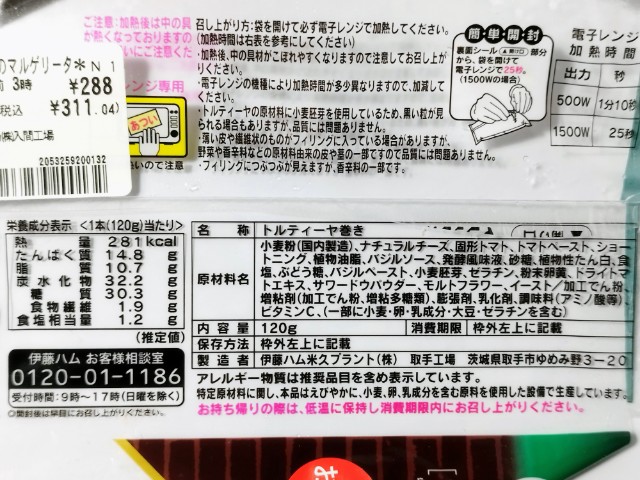 ご注意:加熱後は中の具が熱くなっておりますの
のマルゲリータ*N 1
3時
¥288
税込
¥311.04)
㈱入間工場
2053259200132
レンジ専用
あつい
熱いので注意
召し上がり方:袋を開けて必ず電子レンジで加熱してください。
(加熱時間は右表を参考にしてください)
・加熱後、中の具材がこぼれやすくなりますので注意してお召し上がりください。
・電子レンジの機種により加熱時間が多少異なりますので、加減してください。
・トルティーヤの原材料に小麦胚芽を使用しているため、黒い粒が見られる場合もありますが、品質には問題ありません。
・薄い皮や繊維状のものがフィリングに入っている場合がありますが、野菜や香辛料などの原材料由来の皮や茎の一部ですので品質には問題ありません。
・フィリングにつぶつぶが見えますが、香辛料の一部です。
簡単開封
裏面シール(▲開け口)部分から、袋を開けて電子レンジで25秒。
(1500Wの場合)
電子レンジ
加熱時間
出力 秒
500W 1分10秒
1500W 25秒
栄養成分表示 <1本(120g)当たり>
熱量 281kcal
たんぱく質 14.8 g
脂質 10.7 g
炭水化物 32.2 g
糖質 30.3 g
食物繊維 1.9 g
食塩相当量 1.2 g
(推定値)
伊藤ハム お客様相談室
0120-01-1186
受付時間:9時~17時(日曜を除く)
○開封後は早目にお召し上がりください。
名称 トルティーヤ巻き
原材料名 小麦粉(国内製造)、ナチュラルチーズ、固形トマト、トマトペースト、ショー
トニング、植物油脂、バジルソース、発酵風味液、砂糖、植物性たん白、食
塩、ぶどう糖、バジルペースト、小麦胚芽、ゼラチン、粉末卵黄、ドライトマ
トエキス、サワードウパウダー、モルトフラワー、イースト/加工でん粉、
増粘剤(加工でん粉、増粘多糖類)、膨張剤、乳化剤、調味料(アミノ酸等)、
ビタミンC、(一部に小麦・卵・乳成分・大豆・ゼラチンを含む)
内容量 120g 消費期限 枠外左上に記載
保存方法 枠外左上に記載
製造者 伊藤ハム米久プラント(株) 取手工場 茨城県取手市ゆめみ野3-20
アレルギー物質は推奨品目を含め表示しています。
特定原材料に関し、本品はえびやかに、小麦、卵、乳成分を含む原料を使用した設備で生産しています。
お持ち帰りの際は、低温に保持し消費期限内にお召し上がりください。